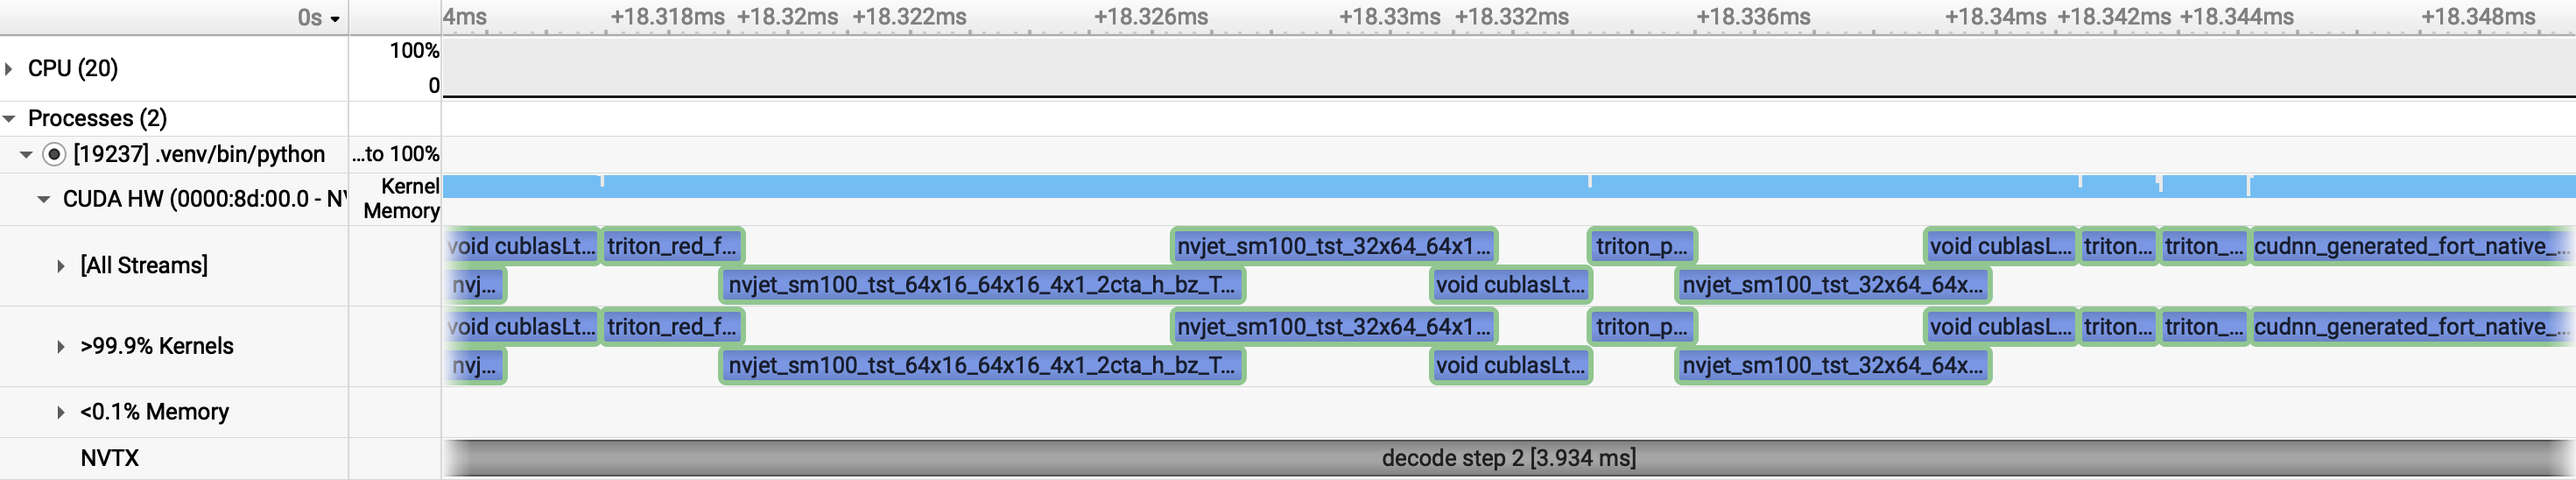 0s 4ms +18.318ms +18.32ms +18.322ms +18.326ms +18.33ms +18.332ms +18.336ms +18.34ms +18.342ms +18.344ms +18.348ms
CPU (20) 100%
0
Processes (2)
[19237] .venv/bin/python ...to 100%
CUDA HW (0000:8d:00.0 - NV Kernel
Memory
[All Streams] void cublasLt... triton_red_f... nvjet_sm100_tst_32x64_64x1... triton_p... void cublasL... triton... triton_... cudnn_generated_fort_native_...
nvj... nvjet_sm100_tst_64x16_64x16_4x1_2cta_h_bz_T... void cublasLt... nvjet_sm100_tst_32x64_64x...
>99.9% Kernels void cublasLt... triton_red_f... nvjet_sm100_tst_32x64_64x1... triton_p... void cublasL... triton... triton_... cudnn_generated_fort_native_...
nvj... nvjet_sm100_tst_64x16_64x16_4x1_2cta_h_bz_T... void cublasLt... nvjet_sm100_tst_32x64_64x...
<0.1% Memory
NVTX decode step 2 [3.934 ms]